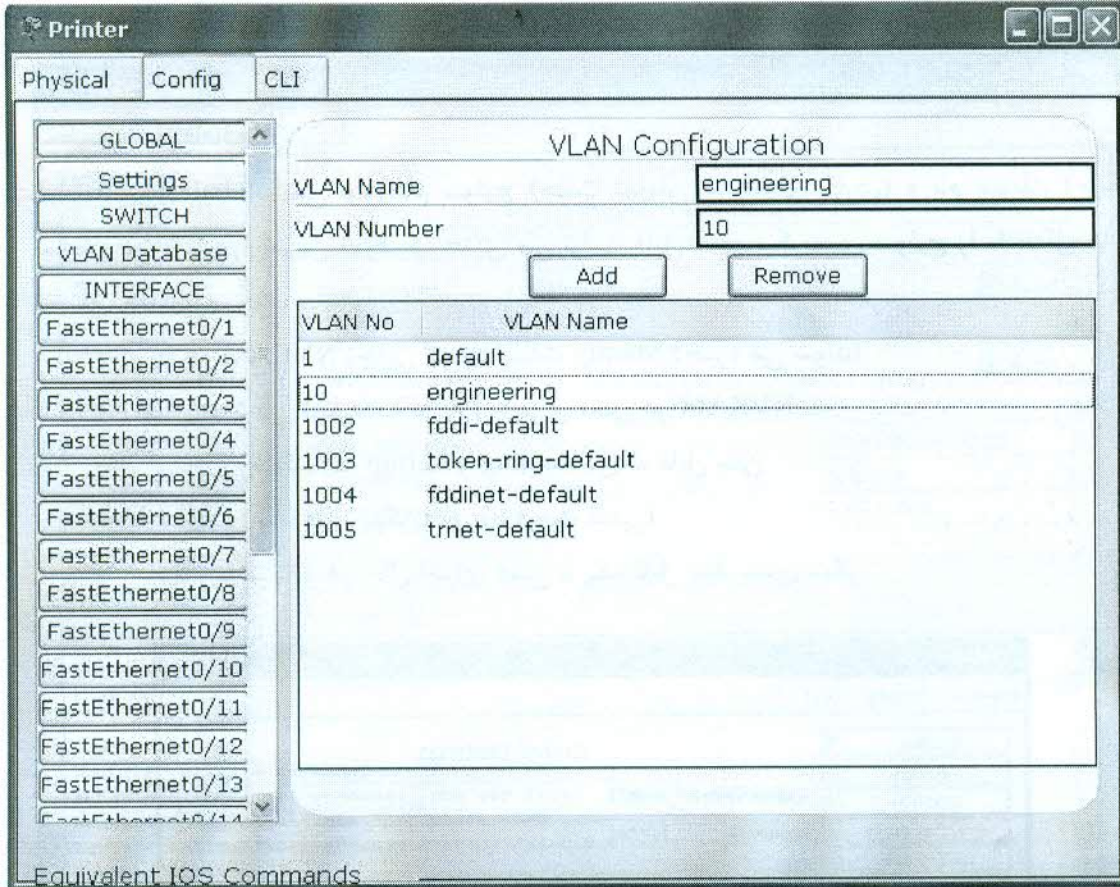 Printer
Physical Config CLI
GLOBAL
Settings
SWITCH
VLAN Database
INTERFACE
FastEthernet0/1
FastEthernet0/2
FastEthernet0/3
FastEthernet0/4
FastEthernet0/5
FastEthernet0/6
FastEthernet0/7
FastEthernet0/8
FastEthernet0/9
FastEthernet0/10
FastEthernet0/11
FastEthernet0/12
FastEthernet0/13
FastEthernet0/14
VLAN Configuration
VLAN Name engineering
VLAN Number 10
Add Remove
VLAN No VLAN Name
1 default
10 engineering
1002 fddi-default
1003 token-ring-default
1004 fddinet-default
1005 trnet-default
Equivalent IOS Commands